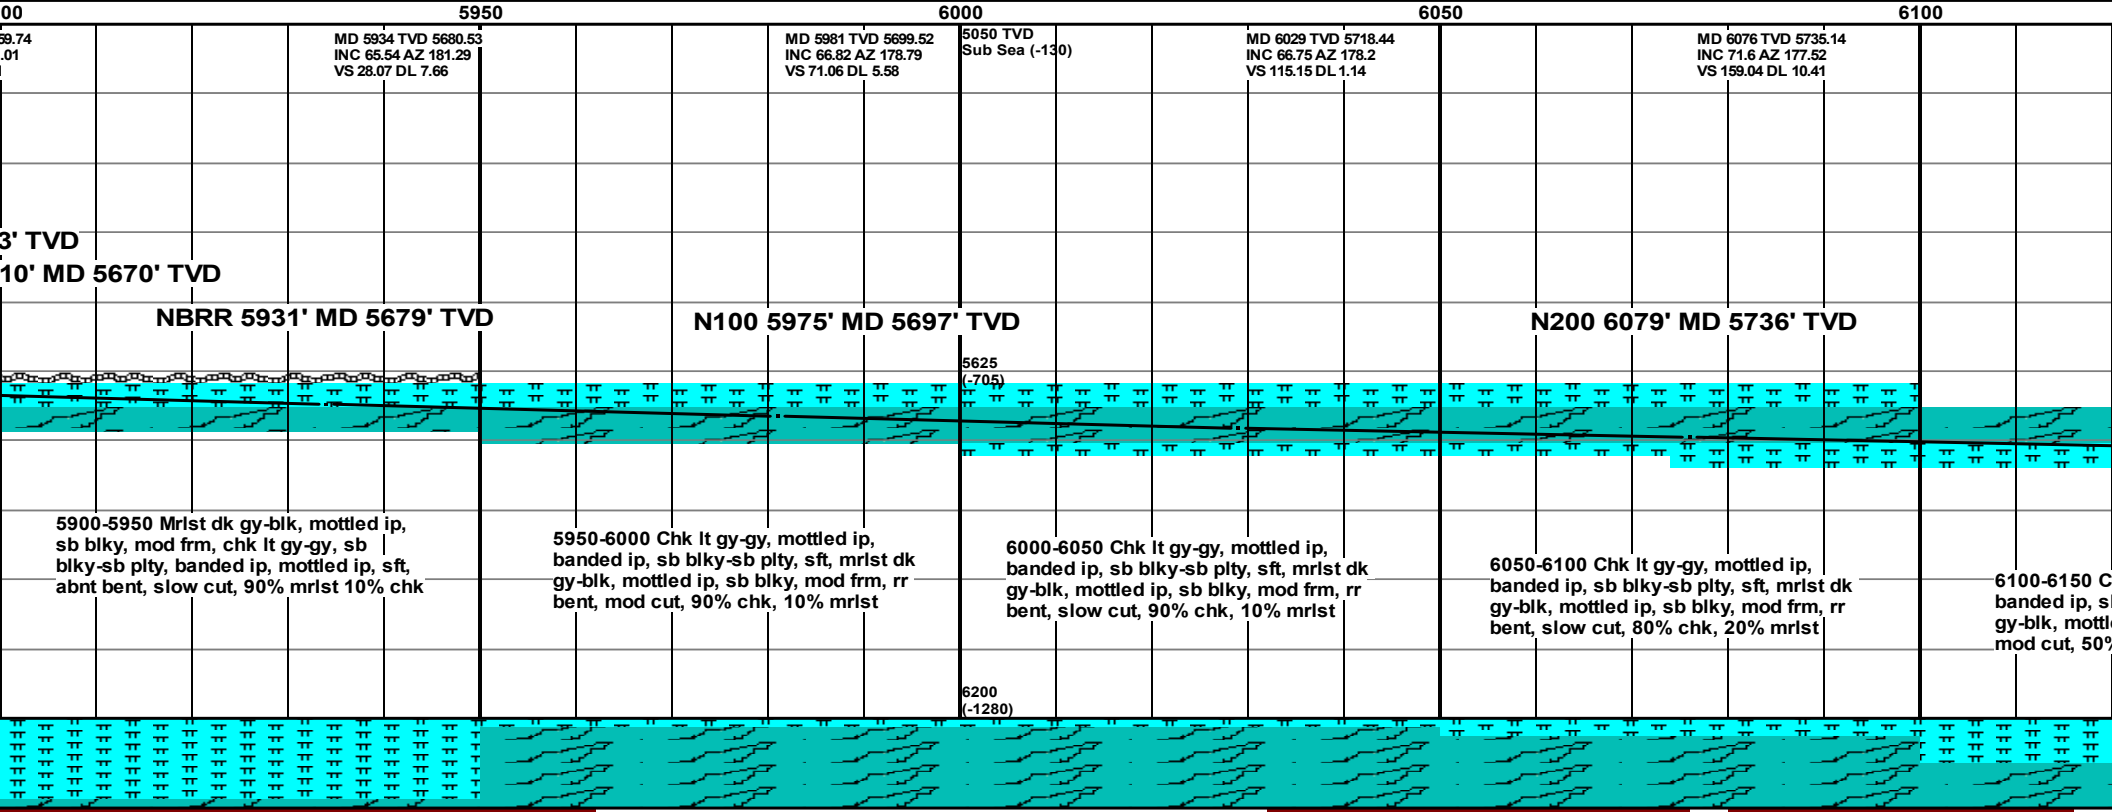 00 5950 6000 6050 6100
59.74
.01
MD 5934 TVD 5680.53
INC 65.54 AZ 181.29
VS 28.07 DL 7.66
MD 5981 TVD 5699.52
INC 66.82 AZ 178.79
VS 71.06 DL 5.58
5050 TVD
Sub Sea (-130)
MD 6029 TVD 5718.44
INC 66.75 AZ 178.2
VS 115.15 DL 1.14
MD 6076 TVD 5735.14
INC 71.6 AZ 177.52
VS 159.04 DL 10.41
3' TVD
10' MD 5670' TVD
NBRR 5931' MD 5679' TVD
N100 5975' MD 5697' TVD
N200 6079' MD 5736' TVD
5625
(-705)
5900-5950 Mrlst dk gy-blk, mottled ip,
sb blky, mod frm, chk lt gy-gy, sb
blky-sb plty, banded ip, mottled ip, sft,
abnt bent, slow cut, 90% mrlst 10% chk
5950-6000 Chk lt gy-gy, mottled ip,
banded ip, sb blky-sb plty, sft, mrlst dk
gy-blk, mottled ip, sb blky, mod frm, rr
bent, mod cut, 90% chk, 10% mrlst
6000-6050 Chk lt gy-gy, mottled ip,
banded ip, sb blky-sb plty, sft, mrlst dk
gy-blk, mottled ip, sb blky, mod frm, rr
bent, slow cut, 90% chk, 10% mrlst
6050-6100 Chk lt gy-gy, mottled ip,
banded ip, sb blky-sb plty, sft, mrlst dk
gy-blk, mottled ip, sb blky, mod frm, rr
bent, slow cut, 80% chk, 20% mrlst
6100-6150 C
banded ip, s
gy-blk, mottl
mod cut, 50%
6200
(-1280)